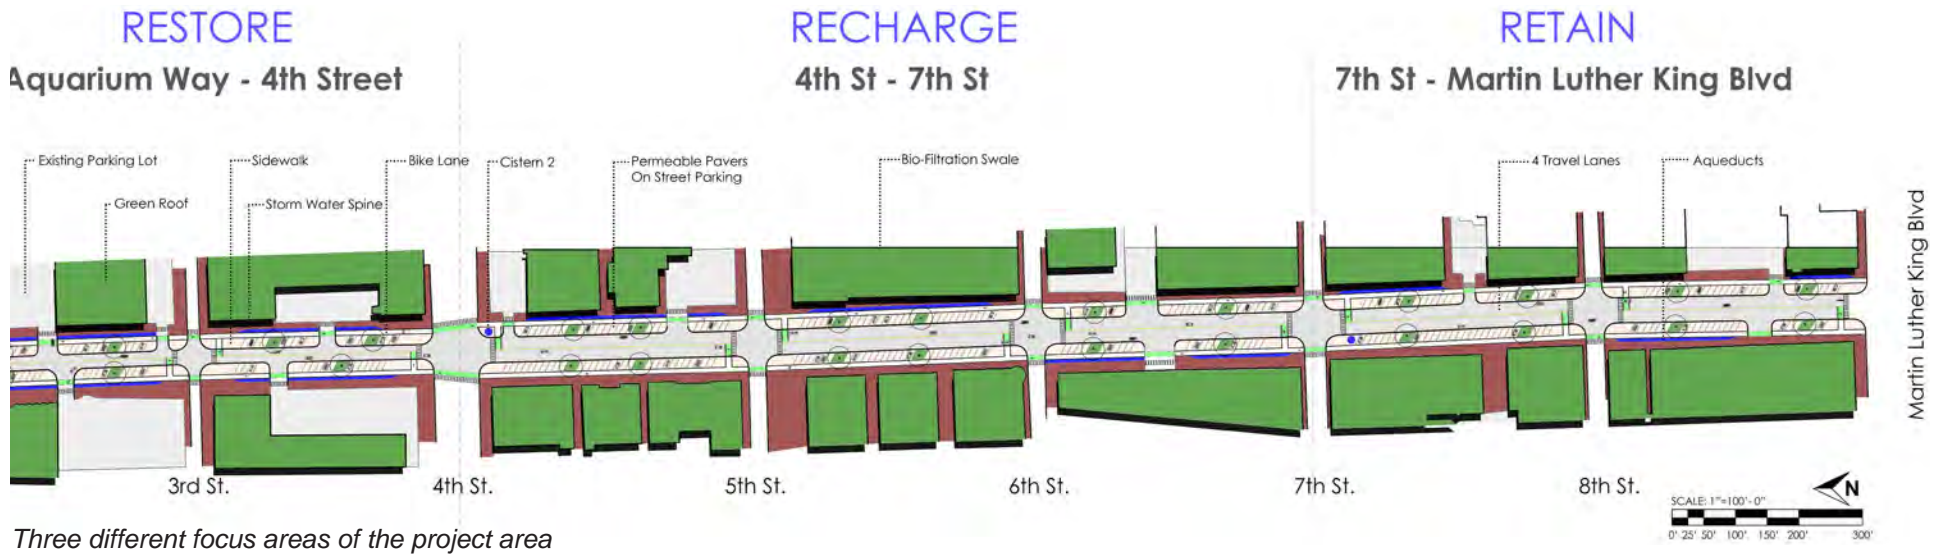 RESTORE
Aquarium Way - 4th Street
RECHARGE
4th St - 7th St
RETAIN
7th St - Martin Luther King Blvd
Existing Parking Lot
Green Roof
Sidewalk
Storm Water Spine
Bike Lane
Cistern 2
Permeable Pavers
On Street Parking
Bio-Filtration Swale
4 Travel Lanes
Aqueducts
Martin Luther King Blvd
3rd St.
4th St.
5th St.
6th St.
7th St.
8th St.
N
SCALE: 1"=100'- 0"
0' 25' 50' 100' 150' 200' 300'
Three different focus areas of the project area